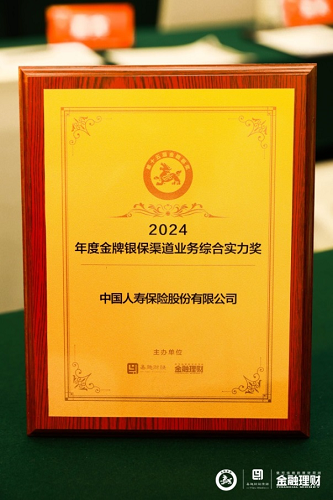 2024
年度金牌银保渠道业务综合实力奖
中国人寿保险股份有限公司
主办单位
金融理财
金融理财